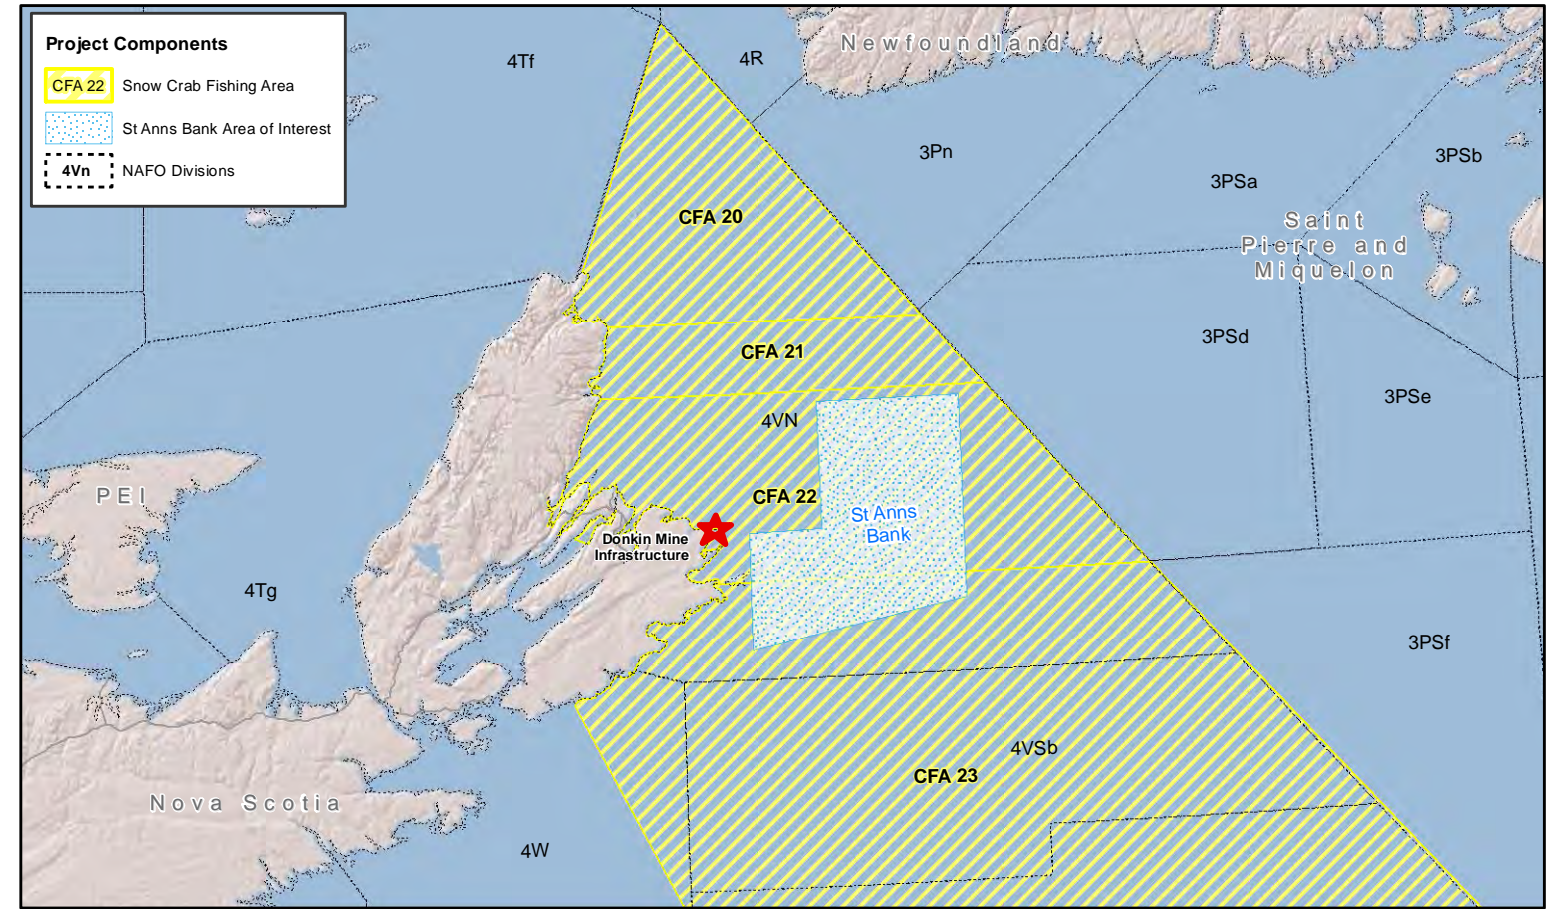 Project Components
CFA 22 Snow Crab Fishing Area
St Anns Bank Area of Interest
4Vn NAFO Divisions
4Tf
4R
Newfoundland
3Pn
3PSa
3PSb
CFA 20
Saint
Pierre and
Miquelon
3PSd
CFA 21
3PSe
4VN
PEI
CFA 22
St Anns
Bank
Donkin Mine
Infrastructure
4Tg
3PSf
4VSb
CFA 23
Nova Scotia
4W